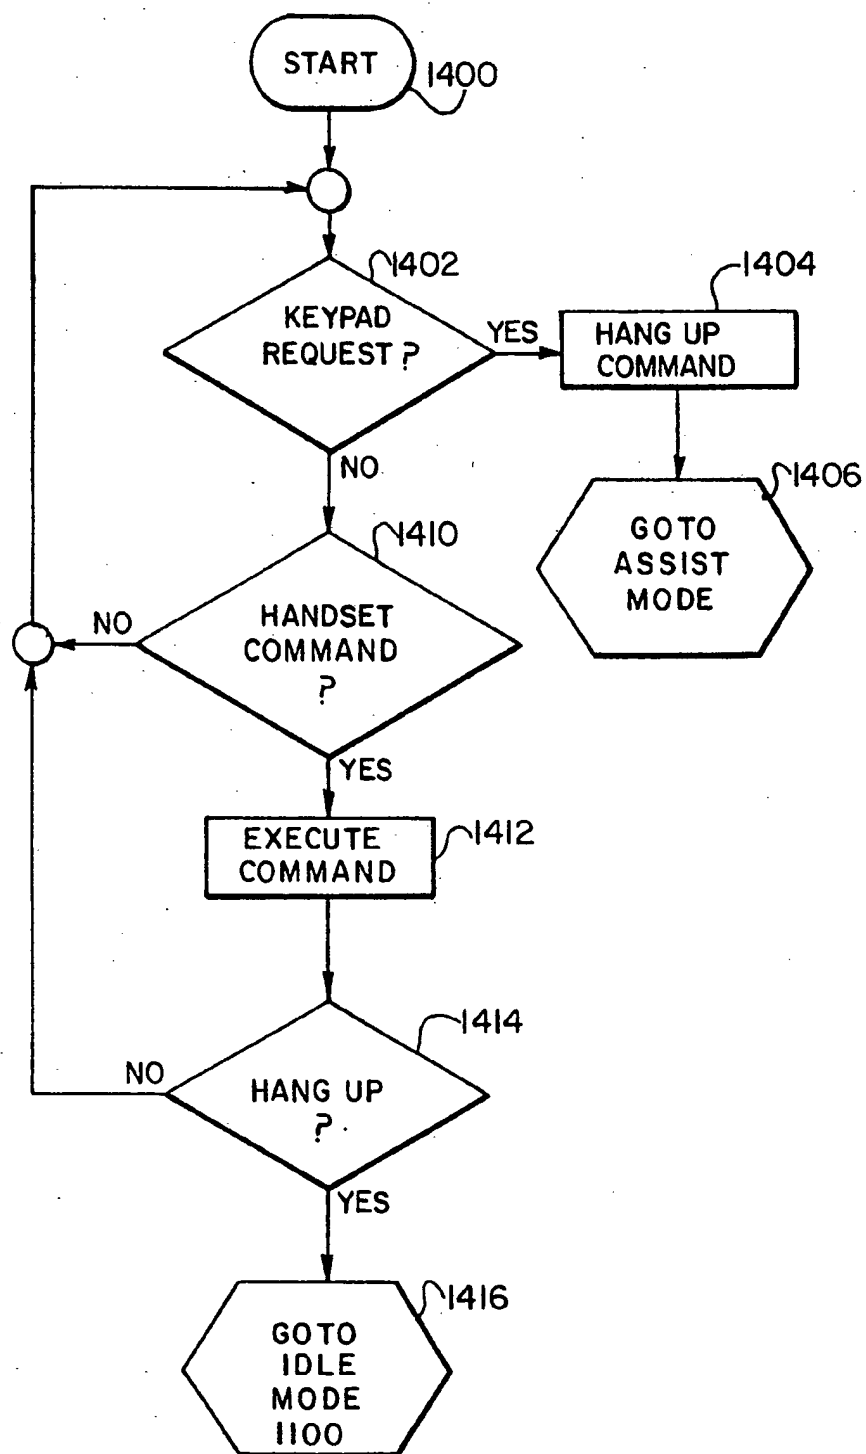 START
1400
1402
KEYPAD
REQUEST?
YES
1404
HANG UP
COMMAND
NO
1406
GOTO
ASSIST
MODE
1410
HANDSET
COMMAND
?
NO
YES
EXECUTE
COMMAND
1412
1414
HANG UP
?
NO
YES
1416
GOTO
IDLE
MODE
1100